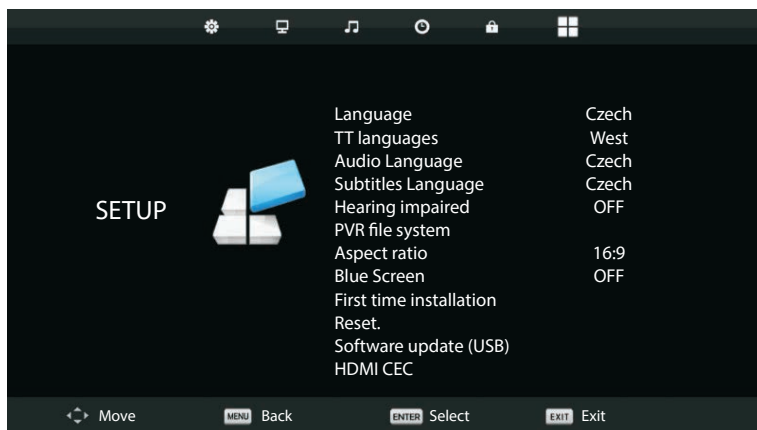 Language Czech
TT languages West
Audio Language Czech
Subtitles Language Czech
SETUP
Hearing impaired OFF
PVR file system
Aspect ratio 16:9
Blue Screen OFF
First time installation
Reset.
Software update (USB)
HDMI CEC
Move MENU Back ENTER Select EXIT Exit